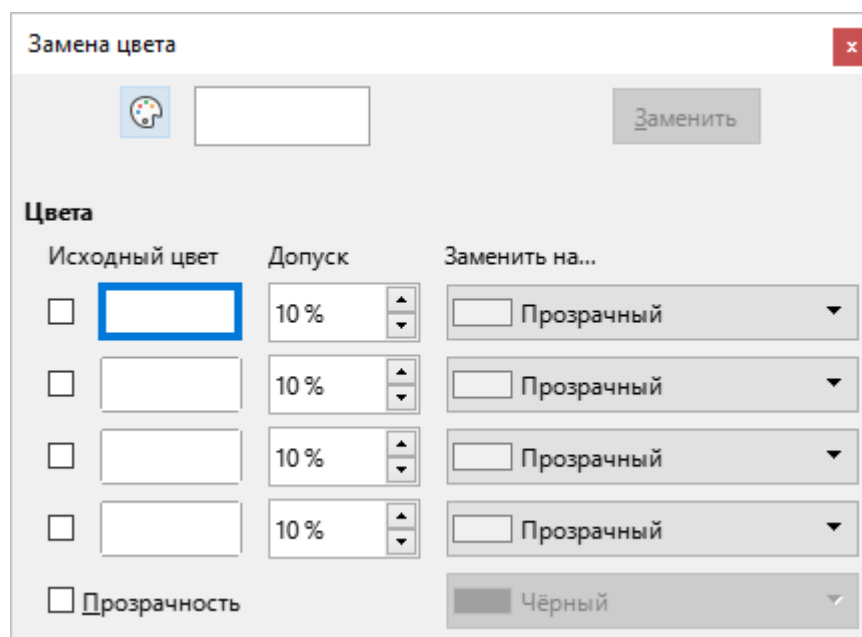 Замена цвета
Заменить
Цвета
Исходный цвет Допуск Заменить на...
10 % Прозрачный
10 % Прозрачный
10 % Прозрачный
10 % Прозрачный
Прозрачность Чёрный